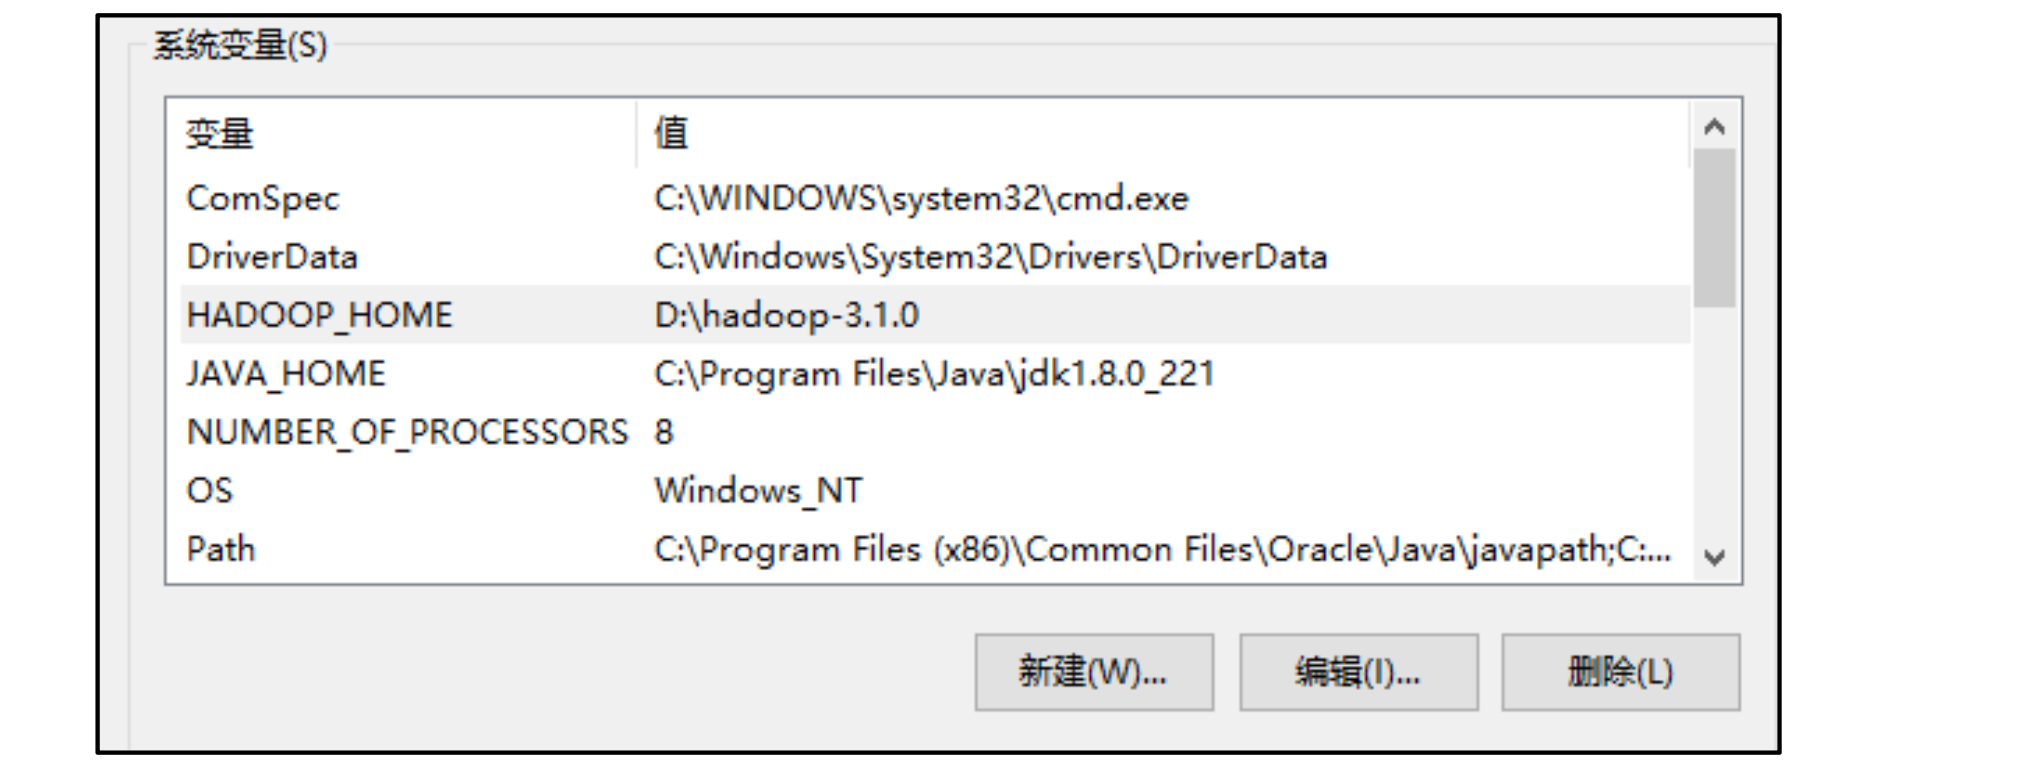 系统变量(S)
变量 值
ComSpec C:\WINDOWS\system32\cmd.exe
DriverData C:\Windows\System32\Drivers\DriverData
HADOOP_HOME D:\hadoop-3.1.0
JAVA_HOME C:\Program Files\Java\jdk1.8.0_221
NUMBER_OF_PROCESSORS 8
OS Windows_NT
Path C:\Program Files (x86)\Common Files\Oracle\Java\javapath;C:...
新建(W)... 编辑(I)... 删除(L)